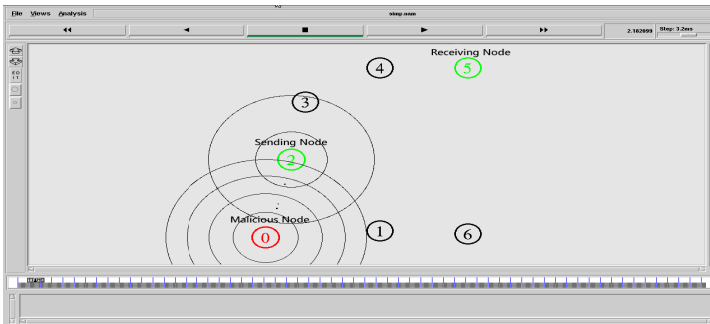 File Views Analysis simp.nam
2.162099 Step: 3.2ms
Receiving Node
4 5
3
Sending Node
2
Malicious Node
0 1 6